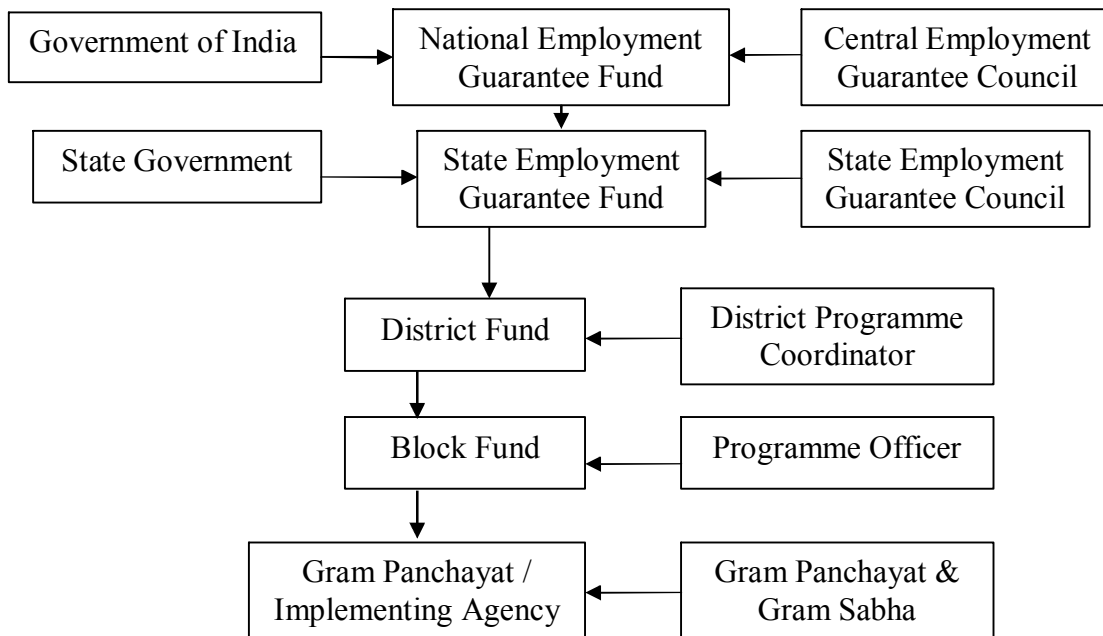 Government of India
National Employment
Guarantee Fund
Central Employment
Guarantee Council
State Government
State Employment
Guarantee Fund
State Employment
Guarantee Council
District Fund
District Programme
Coordinator
Block Fund
Programme Officer
Gram Panchayat /
Implementing Agency
Gram Panchayat &
Gram Sabha